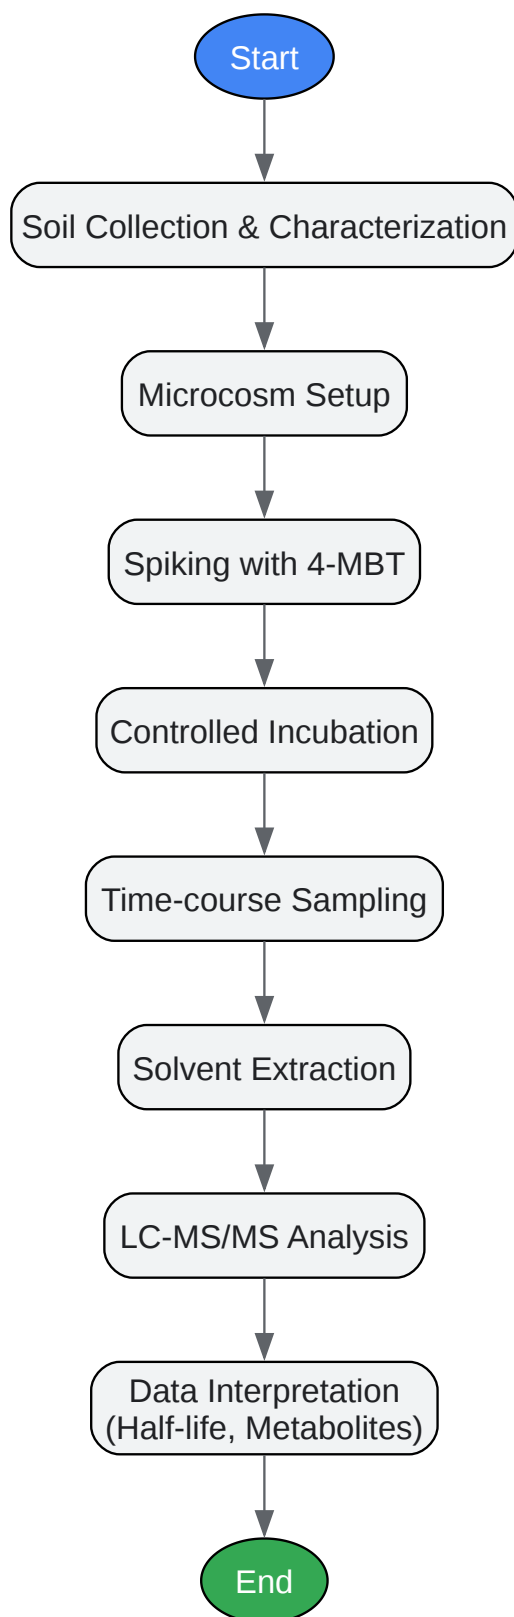 Start
Soil Collection & Characterization
Microcosm Setup
Spiking with 4-MBT
Controlled Incubation
Time-course Sampling
Solvent Extraction
LC-MS/MS Analysis
Data Interpretation
(Half-life, Metabolites)
End